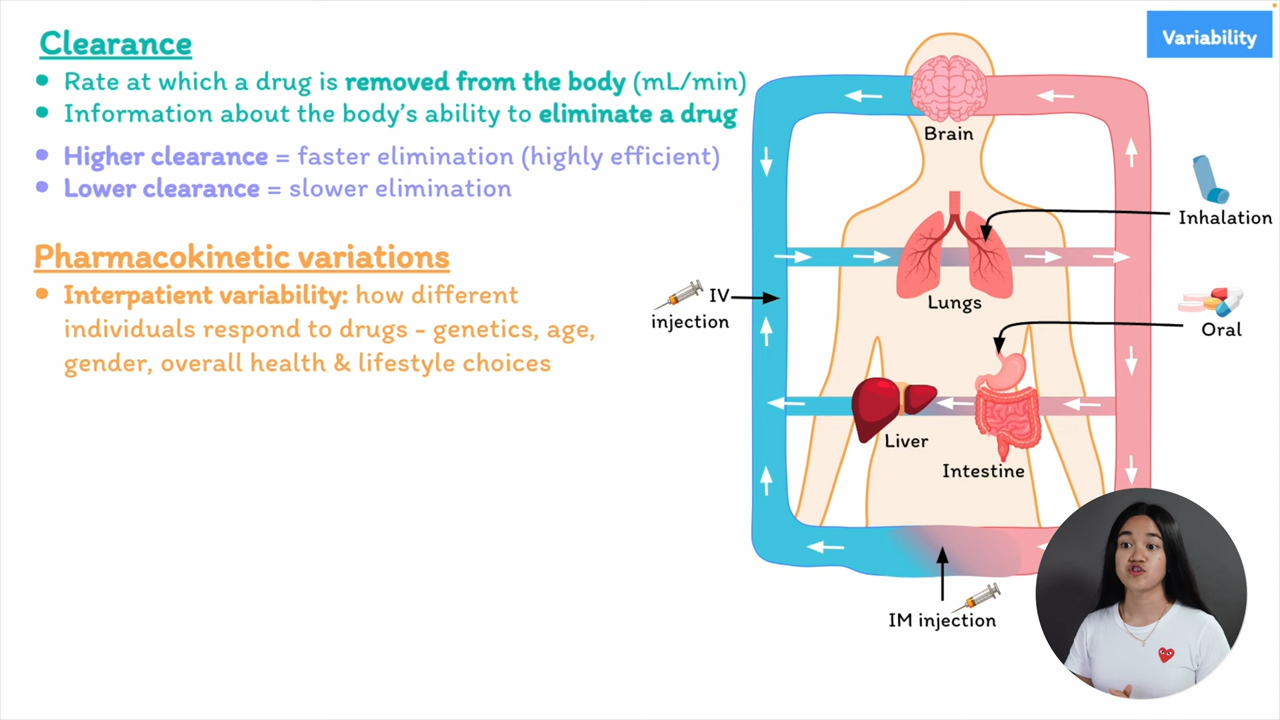 Clearance
Rate at which a drug is removed from the body (mL/min)
Information about the body's ability to eliminate a drug
Higher clearance = faster elimination (highly efficient)
Lower clearance = slower elimination
Pharmacokinetic variations
Interpatient variability: how different
individuals respond to drugs - genetics, age,
gender, overall health & lifestyle choices
Variability
Brain
Inhalation
Lungs
IV
injection
Oral
Liver
Intestine
IM injection